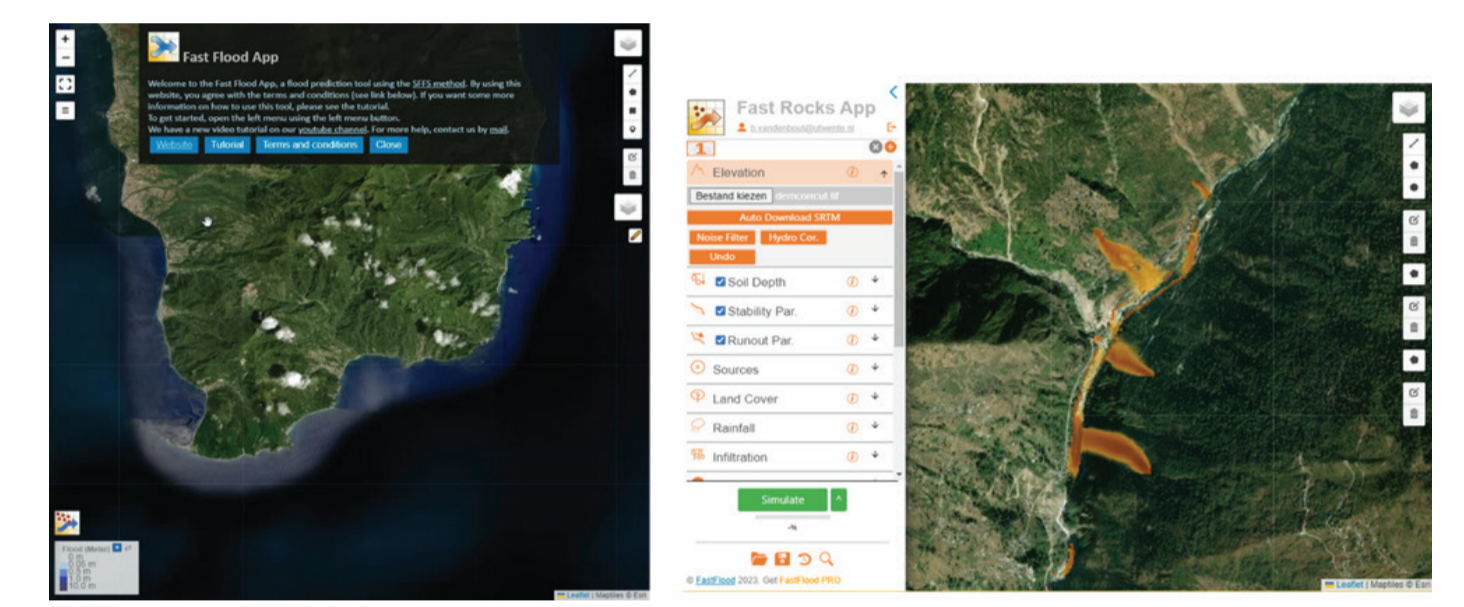 +
−
Fast Flood App
Welcome to the Fast Flood App, a flood prediction tool using the SFFS method. By using this
website, you agree with the terms and conditions (see link below). If you want some more
information on how to use this tool, please see the tutorial.
To get started, open the left menu using the left menu button.
We have a new video tutorial on our youtube channel. For more help, contact us by mail.
Website Tutorial Terms and conditions Close
Flood (Meter)
0 m
0.05 m
0.5 m
1.0 m
10.0 m
Leaflet | Maptiles © Esri
Fast Rocks App
b.vandenbout@utwente.nl
1
Elevation
Bestand kiezen demcorrcut.tif
Auto Download SRTM
Noise Filter Hydro Cor.
Undo
Soil Depth
Stability Par.
Runout Par.
Sources
Land Cover
Rainfall
Infiltration
Simulate ^
-%
© FastFlood 2023. Get FastFlood PRO
Leaflet | Maptiles © Esri